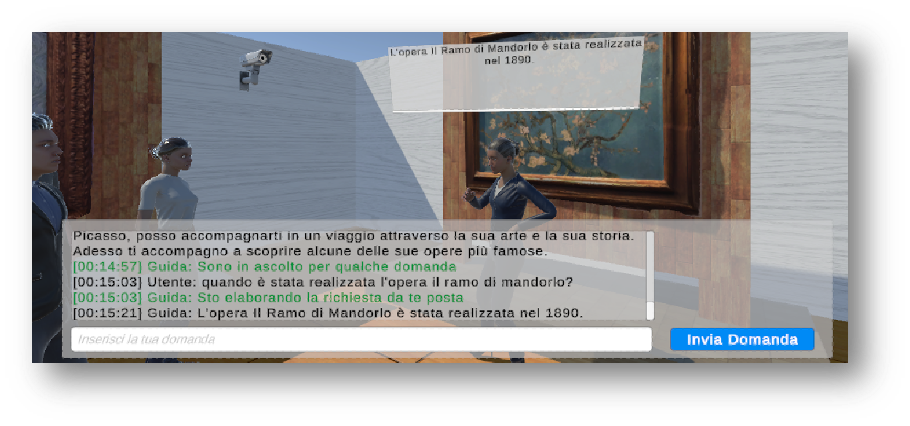 L'opera Il Ramo di Mandorlo è stata realizzata
nel 1890.
Picasso, posso accompagnarti in un viaggio attraverso la sua arte e la sua storia.
Adesso ti accompagno a scoprire alcune delle sue opere più famose.
[00:14:57] Guida: Sono in ascolto per qualche domanda
[00:15:03] Utente: quando è stata realizzata l'opera il ramo di mandorlo?
[00:15:03] Guida: Sto elaborando la richiesta da te posta
[00:15:21] Guida: L'opera Il Ramo di Mandorlo è stata realizzata nel 1890.
Inserisci la tua domanda
Invia Domanda